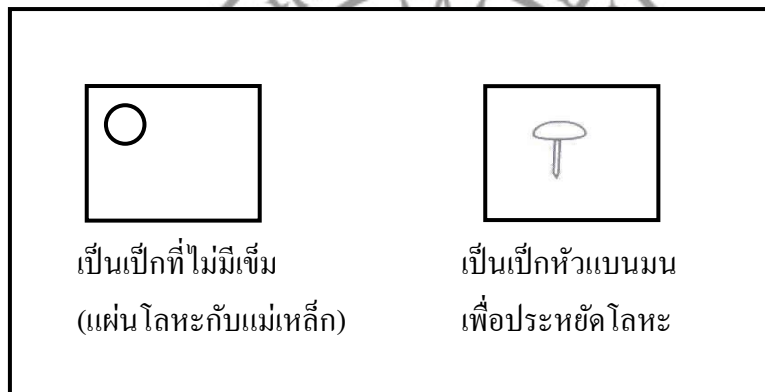 เป็นเป๊กที่ไม่มีเข็ม
(แผ่นโลหะกับแม่เหล็ก)
เป็นเป๊กหัวแบนมน
เพื่อประหยัดโลหะ